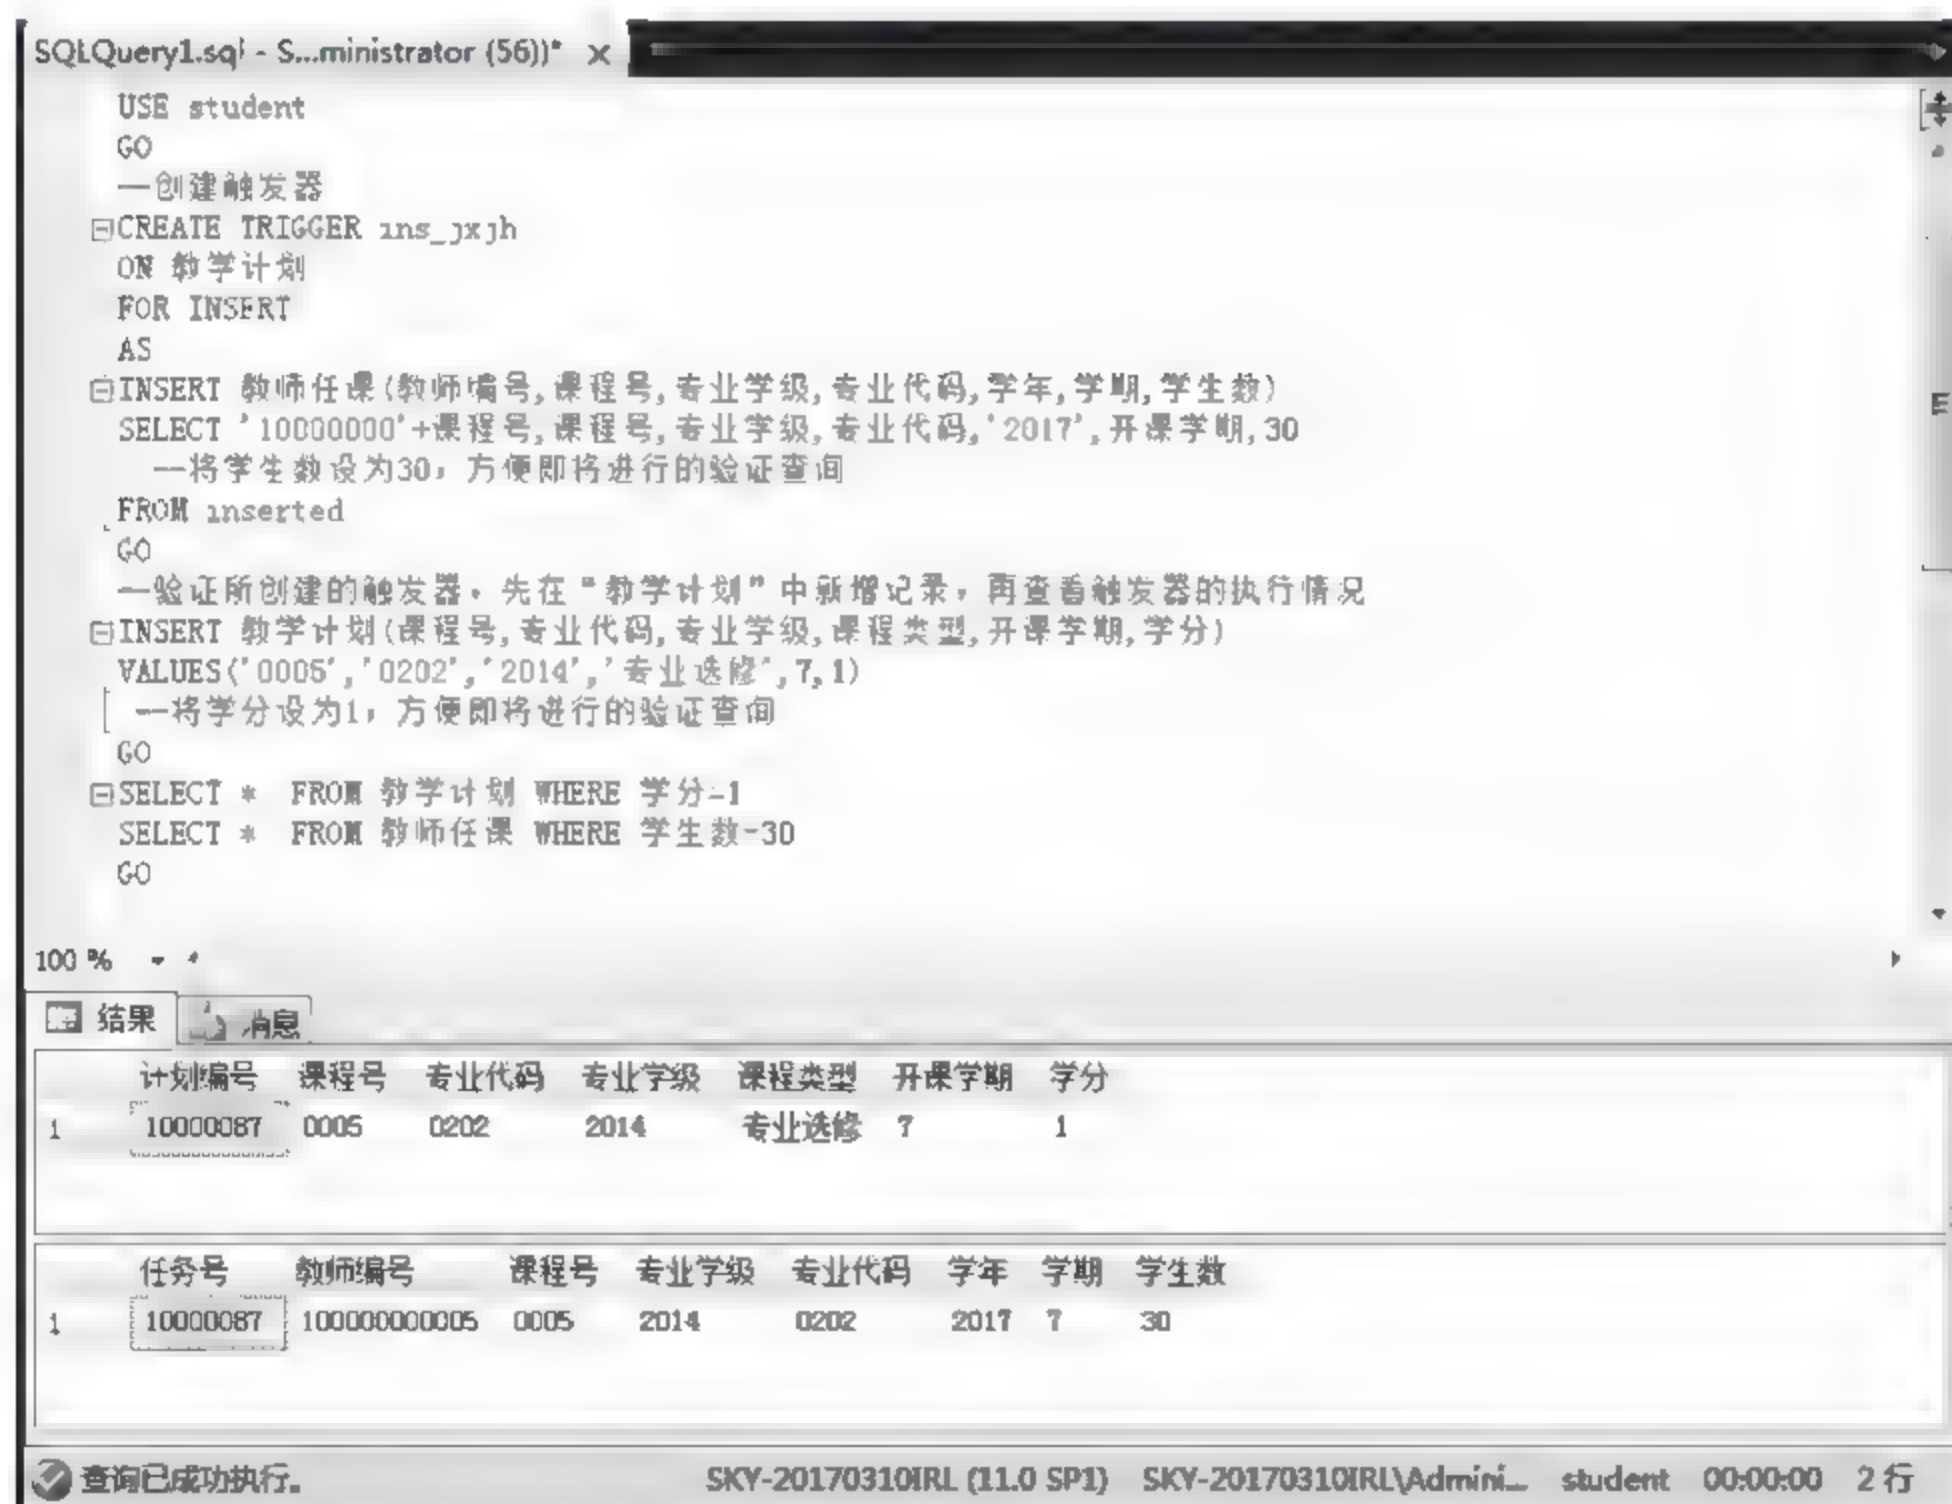 SQLQuery1.sql - S...ministrator (56))* ×
USE student
GO
--创建触发器
CREATE TRIGGER ins_jxjh
ON 教学计划
FOR INSERT
AS
INSERT 教师任课(教师编号,课程号,专业学级,专业代码,学年,学期,学生数)
SELECT '10000000'+课程号,课程号,专业学级,专业代码,'2017',开课学期,30
--将学生数设为30，方便即将进行的验证查询
FROM inserted
GO
--验证所创建的触发器，先在“教学计划”中新增记录，再查看触发器的执行情况
INSERT 教学计划(课程号,专业代码,专业学级,课程类型,开课学期,学分)
VALUES('0005','0202','2014','专业选修',7,1)
--将学分设为1，方便即将进行的验证查询
GO
SELECT * FROM 教学计划 WHERE 学分=1
SELECT * FROM 教师任课 WHERE 学生数=30
GO
100 %
结果 消息
计划编号 课程号 专业代码 专业学级 课程类型 开课学期 学分
1 10000087 0005 0202 2014 专业选修 7 1
任务号 教师编号 课程号 专业学级 专业代码 学年 学期 学生数
1 10000087 100000000005 0005 2014 0202 2017 7 30
查询已成功执行。 SKY-20170310IRL (11.0 SP1) SKY-20170310IRL\Admini... student 00:00:00 2 行